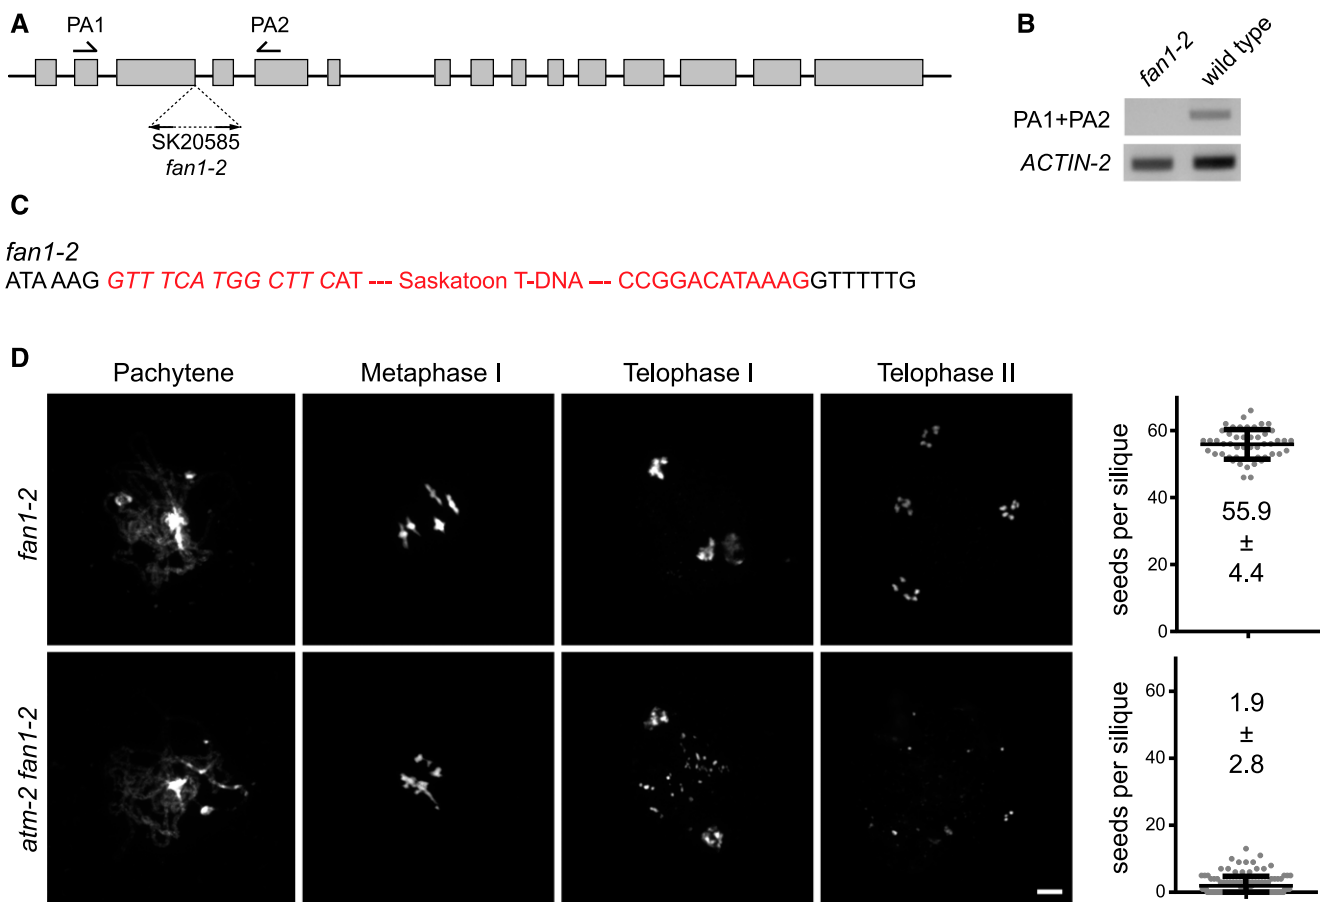 A
PA1
PA2
SK20585
fan1-2
B
fan1-2
wild type
PA1+PA2
ACTIN-2
C
fan1-2
ATA AAG GTT TCA TGG CTT CAT --- Saskatoon T-DNA --- CCGGACATAAAGGTTTTTG
D
Pachytene
Metaphase I
Telophase I
Telophase II
fan1-2
seeds per silique
60
40
20
0
55.9
±
4.4
atm-2 fan1-2
seeds per silique
60
40
20
0
1.9
±
2.8